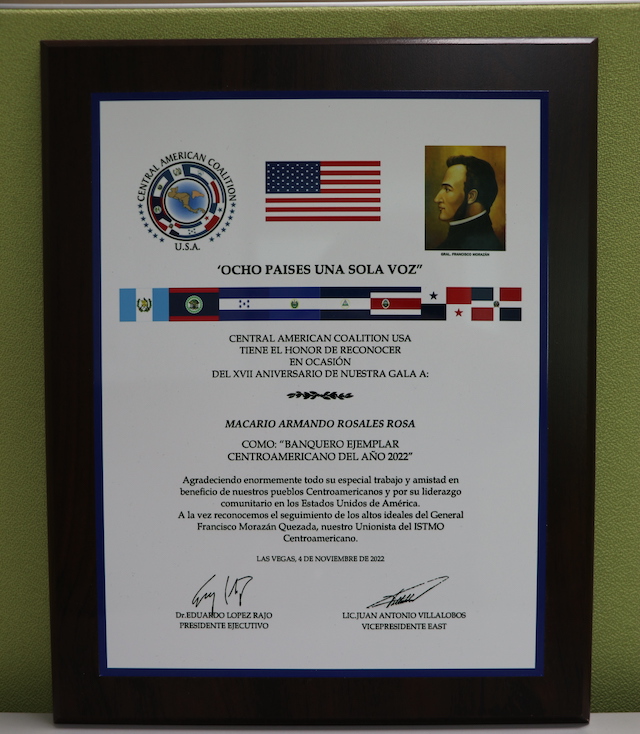 CENTRAL AMERICAN COALITION
U.S.A.
GRAL. FRANCISCO MORAZÁN
‘OCHO PAISES UNA SOLA VOZ”
CENTRAL AMERICAN COALITION USA
TIENE EL HONOR DE RECONOCER
EN OCASIÓN
DEL XVII ANIVERSARIO DE NUESTRA GALA A:
MACARIO ARMANDO ROSALES ROSA
COMO: “BANQUERO EJEMPLAR
CENTROAMERICANO DEL AÑO 2022”
Agradeciendo enormemente todo su especial trabajo y amistad en
beneficio de nuestros pueblos Centroamericanos y por su liderazgo
comunitario en los Estados Unidos de América.
A la vez reconocemos el seguimiento de los altos ideales del General
Francisco Morazán Quezada, nuestro Unionista del ISTMO
Centroamericano.
LAS VEGAS, 4 DE NOVIEMBRE DE 2022
Dr.EDUARDO LOPEZ RAJO
PRESIDENTE EJECUTIVO
LIC.JUAN ANTONIO VILLALOBOS
VICEPRESIDENTE EAST